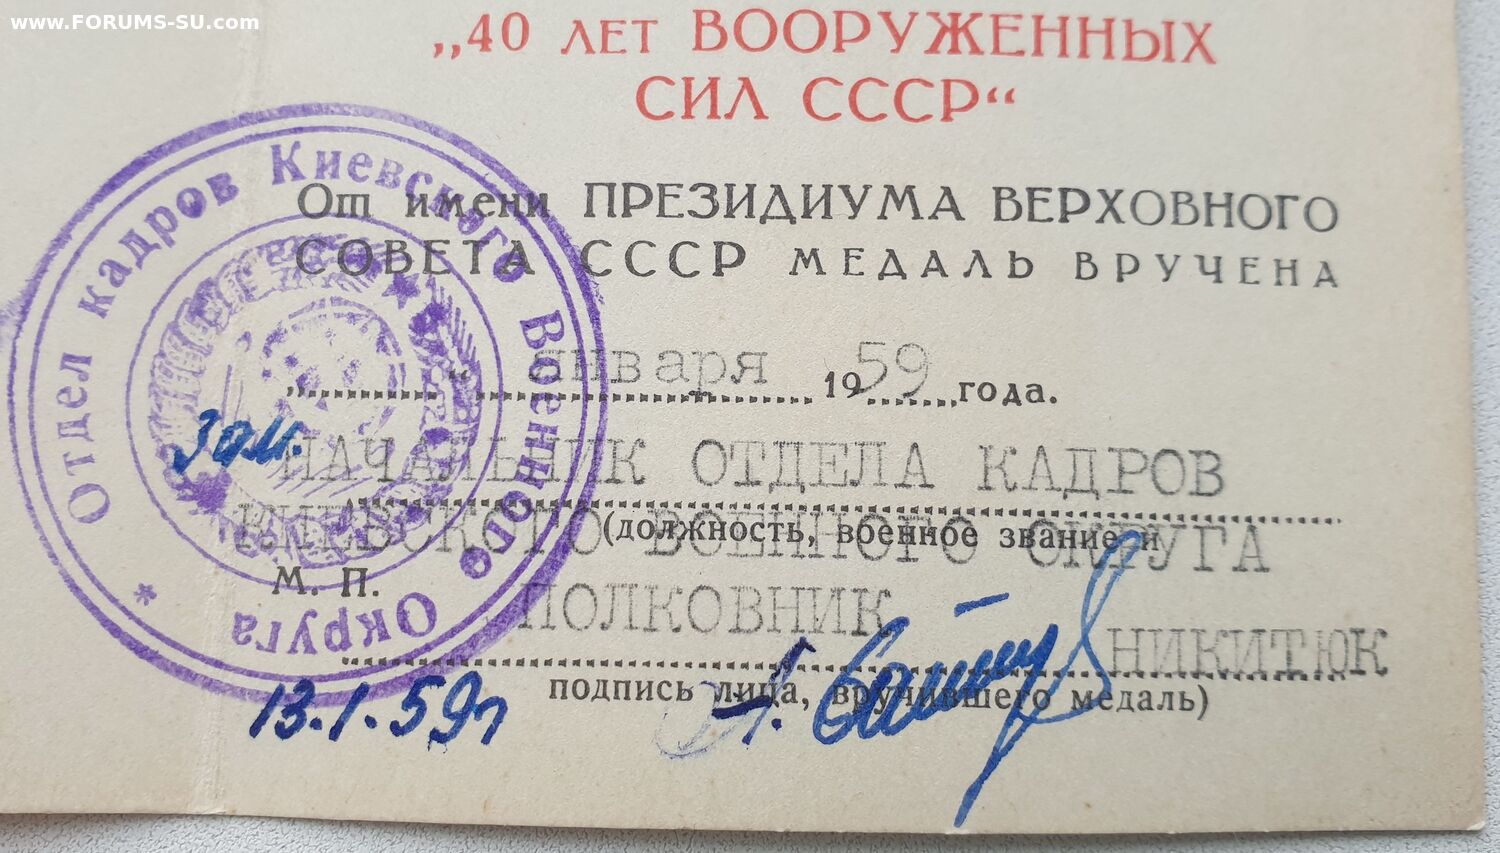 www.FORUMS-SU.com
„40 ЛЕТ ВООРУЖЕННЫХ
СИЛ СССР“
От имени ПРЕЗИДИУМА ВЕРХОВНОГО
СОВЕТА СССР МЕДАЛЬ ВРУЧЕНА
„........“ января 1959 года.
зам. НАЧАЛЬНИК ОТДЕЛА КАДРОВ
КИЕВСКОГО ВОЕННОГО ОКРУГА
(должность, военное звание и
М. П.
ПОЛКОВНИК
НИКИТЮК
подпись лица, вручившего медаль)
13.1.59г
Отдел кадров Киевского Военного Округа *